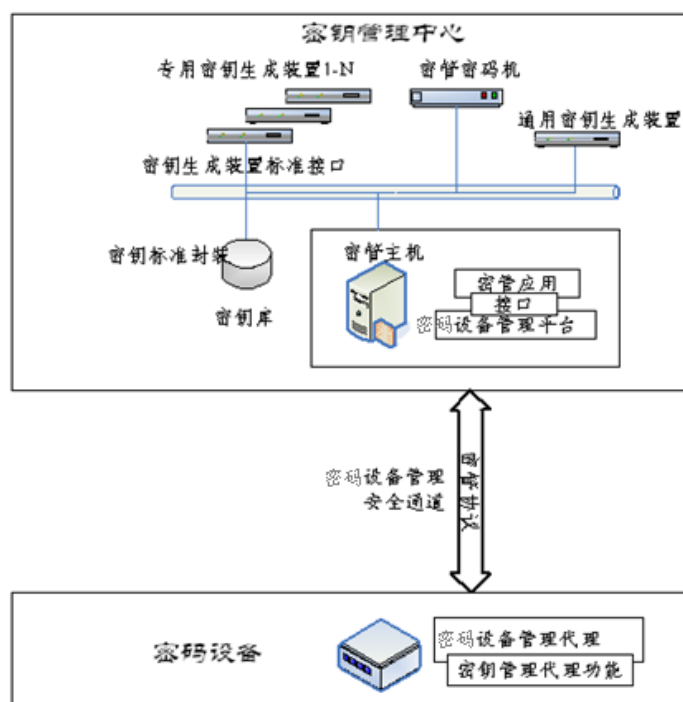 密钥管理中心
专用密钥生成装置1-N
密管密码机
通用密钥生成装置
密钥生成装置标准接口
密钥标准封装
密钥库
密管主机
密管应用
接口
密码设备管理平台
密码设备管理
安全通道
密管协议
密码设备
密码设备管理代理
密钥管理代理功能